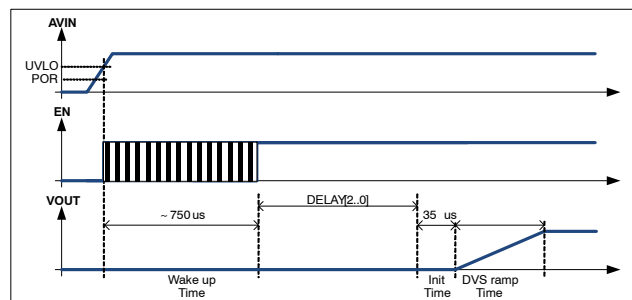 AVIN
UVLO
POR
EN
DELAY[2..0]
VOUT
~ 750 us
35 us
Wake up
Time
Init
Time
DVS ramp
Time